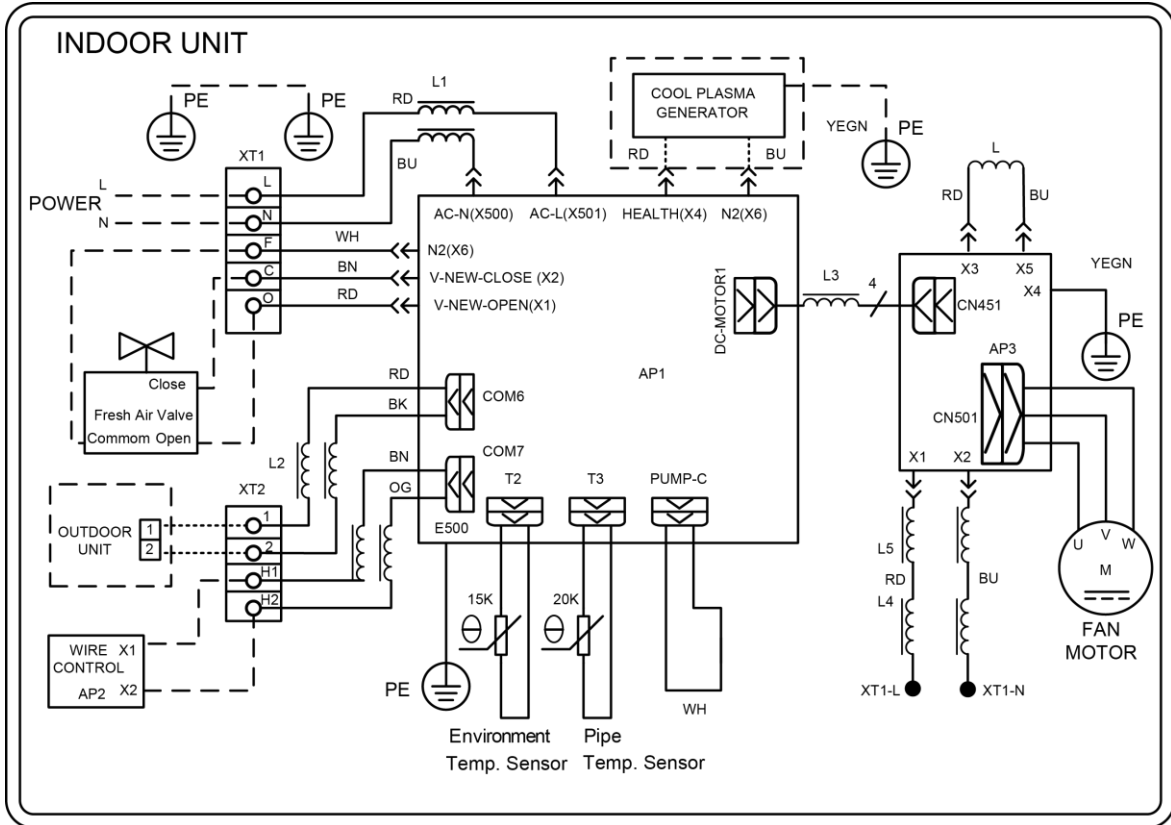 INDOOR UNIT
PE
PE
XT1
L
N
F
C
O
POWER
L
N
RD
L1
BU
WH
BN
RD
COOL PLASMA
GENERATOR
RD
BU
YEGN
PE
AC-N(X500)
AC-L(X501)
HEALTH(X4)
N2(X6)
N2(X6)
V-NEW-CLOSE (X2)
V-NEW-OPEN(X1)
DC-MOTOR1
L3
4
AP1
L
RD
BU
X3
X5
X4
YEGN
PE
CN451
AP3
CN501
X1
X2
Close
Fresh Air Valve
Commom Open
RD
BK
COM6
L2
BN
OG
COM7
E500
T2
T3
PUMP-C
XT2
1
2
H1
H2
OUTDOOR
UNIT
1
2
WIRE
CONTROL
AP2
X1
X2
15K
20K
PE
WH
Environment
Temp. Sensor
Pipe
Temp. Sensor
L5
RD
L4
BU
XT1-L
XT1-N
U
V
W
M
FAN
MOTOR